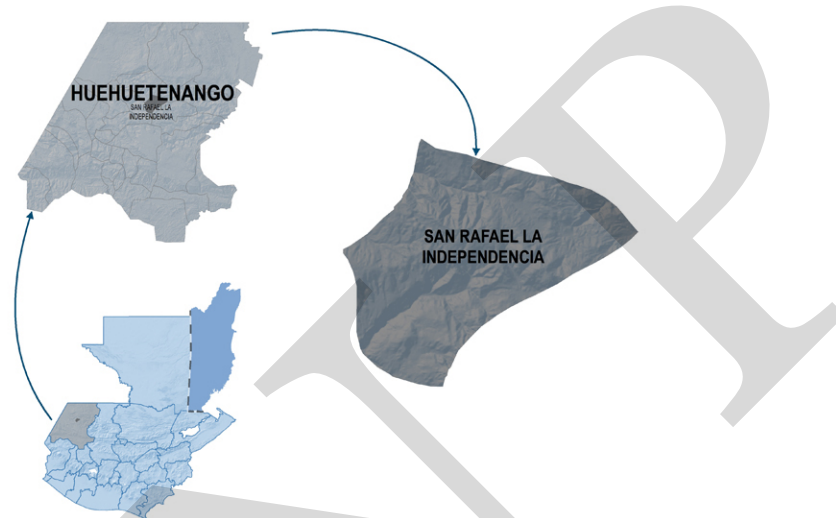 HUEHUETENANGO
SAN RAFAEL LA
INDEPENDENCIA
SAN RAFAEL LA
INDEPENDENCIA